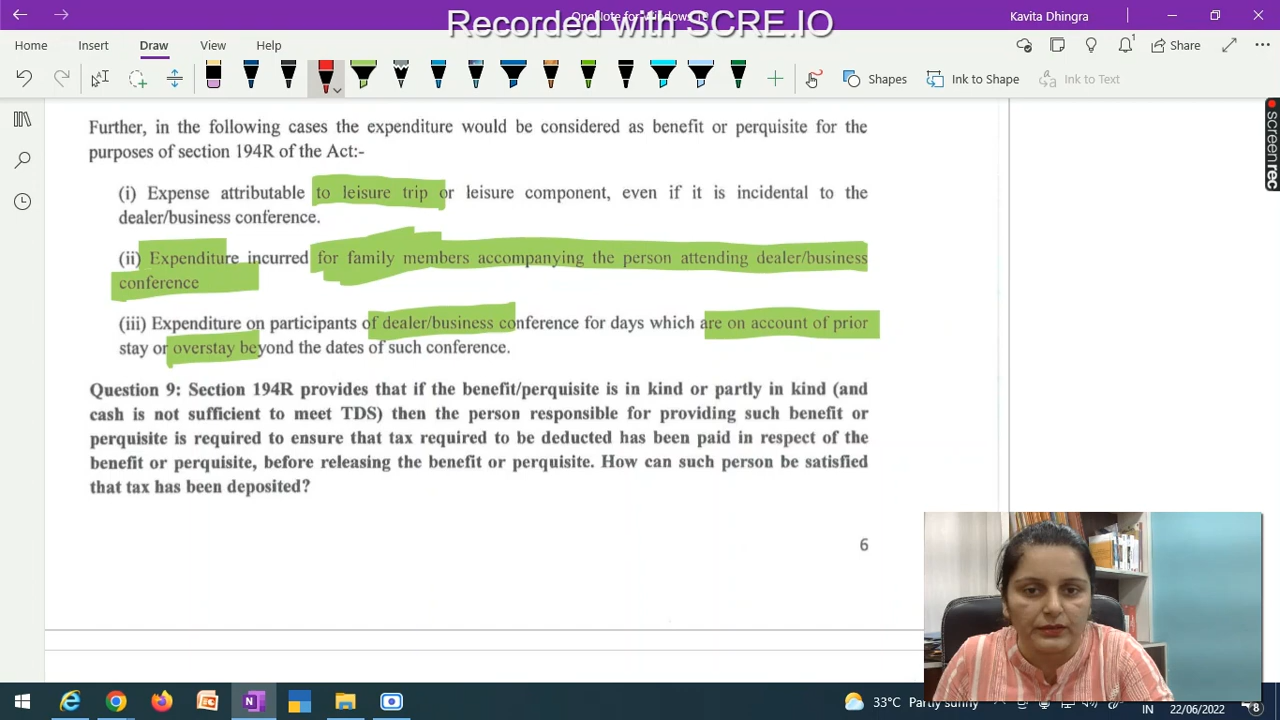 OneNote for Windows 10
Recorded with SCRE.IO
Kavita Dhingra
Home Insert Draw View Help
1
Share
Shapes
Ink to Shape
Ink to Text
Further, in the following cases the expenditure would be considered as benefit or perquisite for the
purposes of section 194R of the Act:-
(i) Expense attributable to leisure trip or leisure component, even if it is incidental to the
dealer/business conference.
(ii) Expenditure incurred for family members accompanying the person attending dealer/business
conference
(iii) Expenditure on participants of dealer/business conference for days which are on account of prior
stay or overstay beyond the dates of such conference.
Question 9: Section 194R provides that if the benefit/perquisite is in kind or partly in kind (and
cash is not sufficient to meet TDS) then the person responsible for providing such benefit or
perquisite is required to ensure that tax required to be deducted has been paid in respect of the
benefit or perquisite, before releasing the benefit or perquisite. How can such person be satisfied
that tax has been deposited?
6
screenrec
33°C Partly sunny
IN
22/06/2022
8